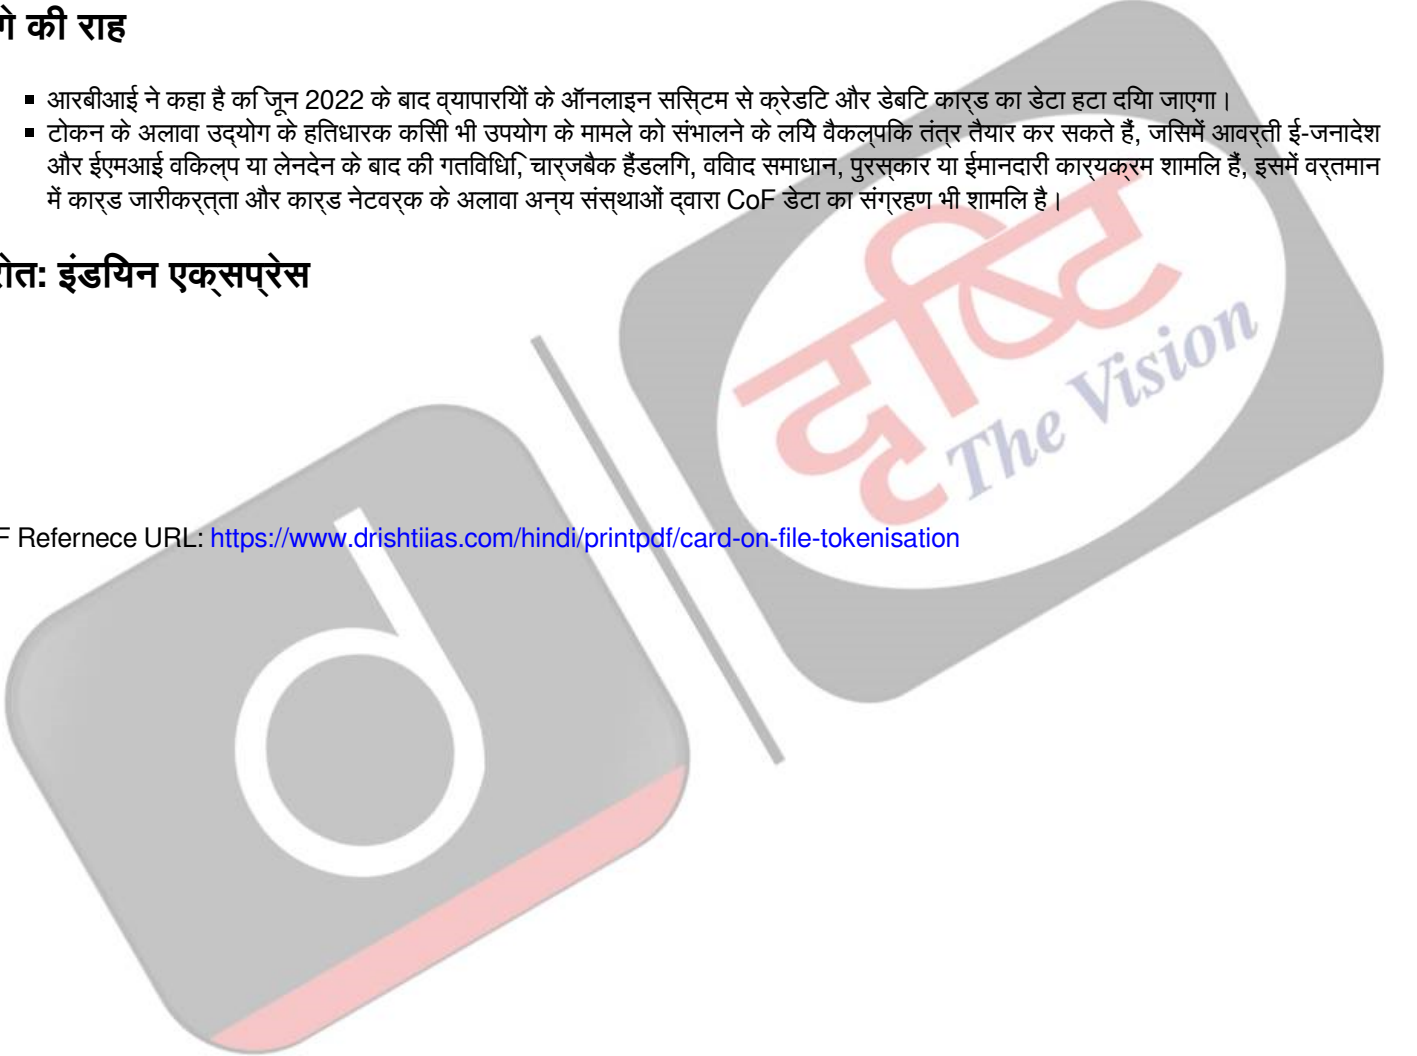 गे की राह
▪ आरबीआई ने कहा है कि जून 2022 के बाद व्यापारियों के ऑनलाइन सिस्टम से क्रेडिट और डेबिट कार्ड का डेटा हटा दिया जाएगा।
▪ टोकन के अलावा उद्योग के हितधारक किसी भी उपयोग के मामले को संभालने के लिये वैकल्पिक तंत्र तैयार कर सकते हैं, जिसमें आवर्ती ई-जनादेश
और ईएमआई विकल्प या लेनदेन के बाद की गतिविधि, चार्जबैक हैंडलिंग, विवाद समाधान, पुरस्कार या ईमानदारी कार्यक्रम शामिल हैं, इसमें वर्तमान
में कार्ड जारीकर्त्ता और कार्ड नेटवर्क के अलावा अन्य संस्थाओं द्वारा CoF डेटा का संग्रहण भी शामिल है।
रोत: इंडियन एक्सप्रेस
दृष्टि
The Vision
F Refernece URL: https://www.drishtiias.com/hindi/printpdf/card-on-file-tokenisation
d